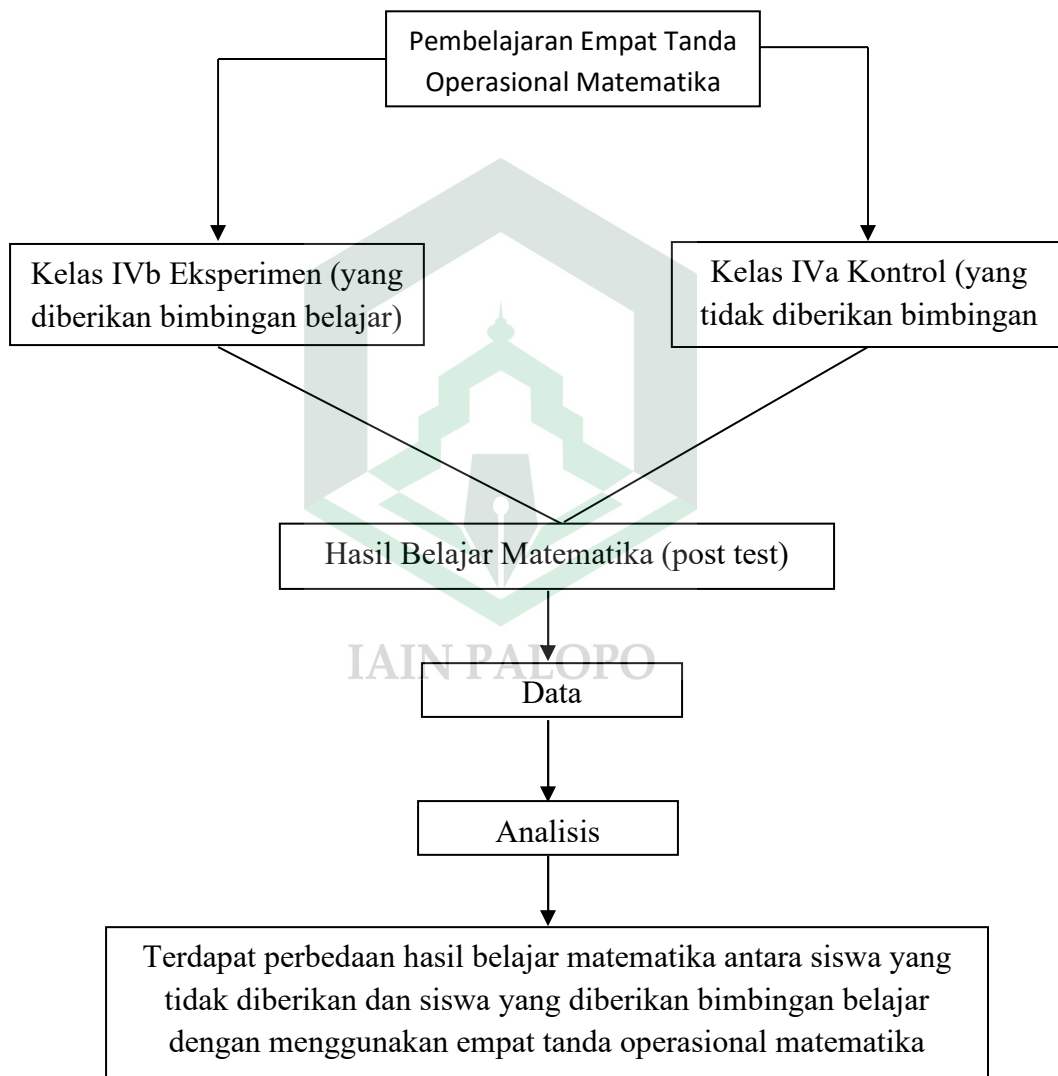 Pembelajaran Empat Tanda
Operasional Matematika
Kelas IVb Eksperimen (yang
diberikan bimbingan belajar)
Kelas IVa Kontrol (yang
tidak diberikan bimbingan
Hasil Belajar Matematika (post test)
IAIN PALOPO
Data
Analisis
Terdapat perbedaan hasil belajar matematika antara siswa yang
tidak diberikan dan siswa yang diberikan bimbingan belajar
dengan menggunakan empat tanda operasional matematika